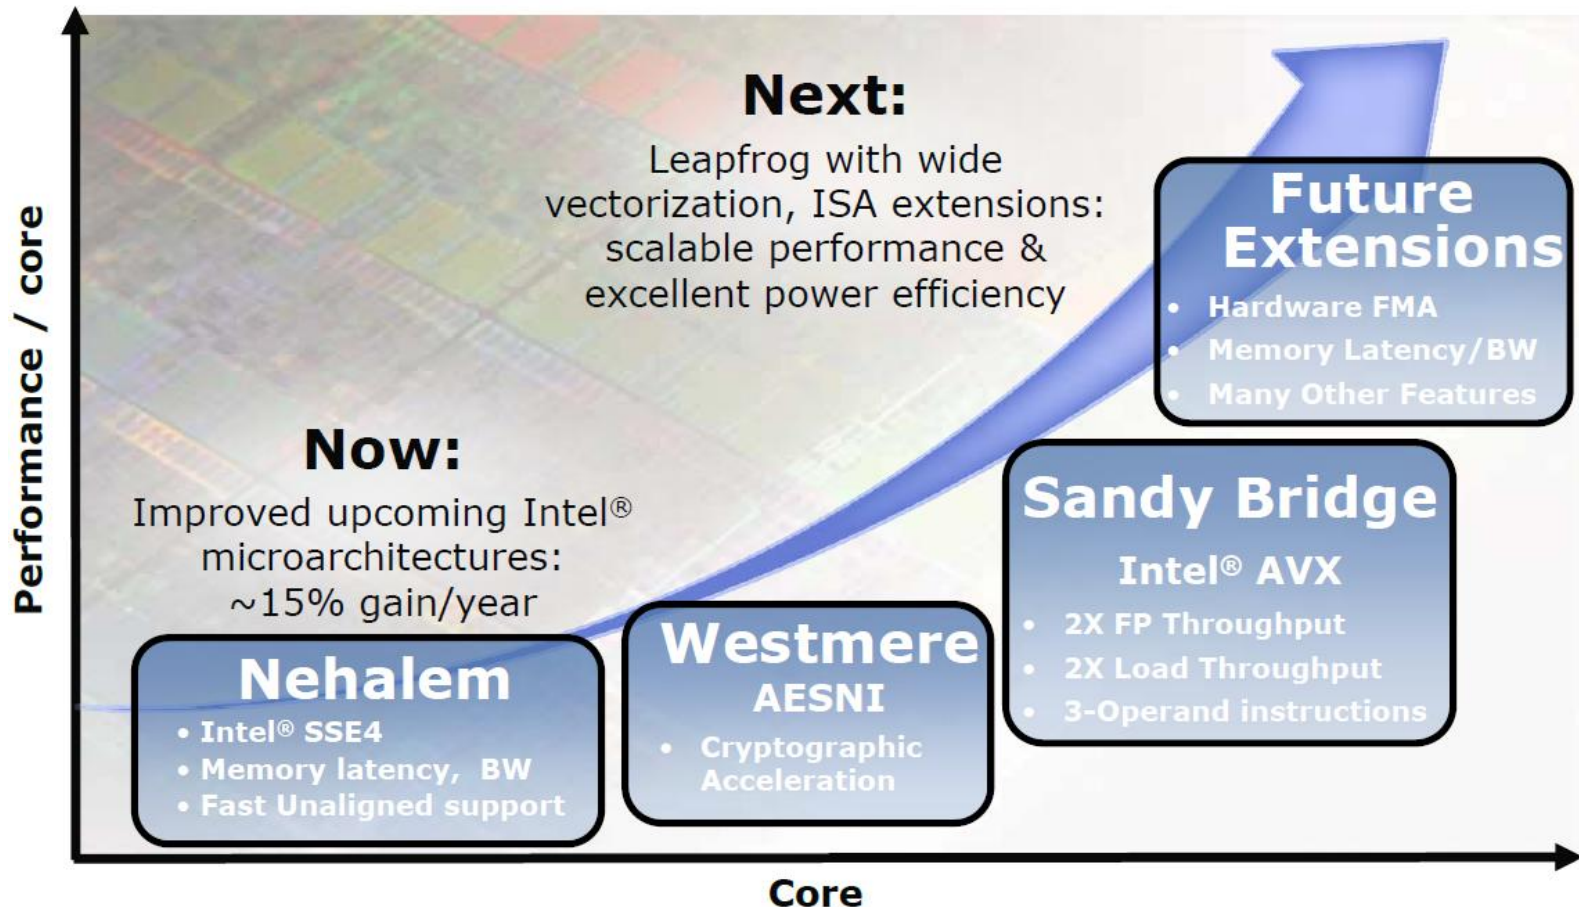 Performance / core
Next:
Leapfrog with wide
vectorization, ISA extensions:
scalable performance &
excellent power efficiency
Now:
Improved upcoming Intel®
microarchitectures:
~15% gain/year
Nehalem
• Intel® SSE4
• Memory latency, BW
• Fast Unaligned support
Westmere
AESNI
• Cryptographic
Acceleration
Sandy Bridge
Intel® AVX
• 2X FP Throughput
• 2X Load Throughput
• 3-Operand instructions
Future
Extensions
• Hardware FMA
• Memory Latency/BW
• Many Other Features
Core